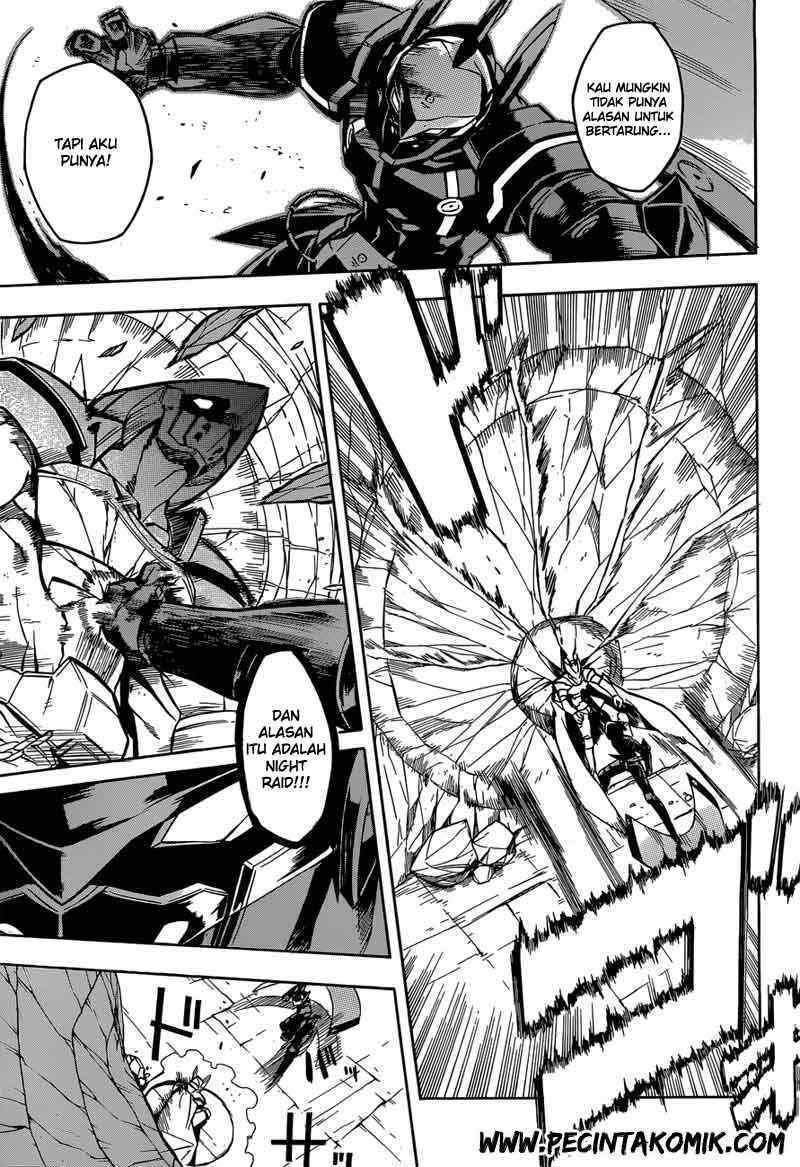 KAU MUNGKIN
TIDAK PUNYA
ALASAN UNTUK
BERTARUNG...
TAPI AKU
PUNYA!
DAN
ALASAN
ITU ADALAH
NIGHT
RAID!!!
WWW.PECINTAKOMIK.COM